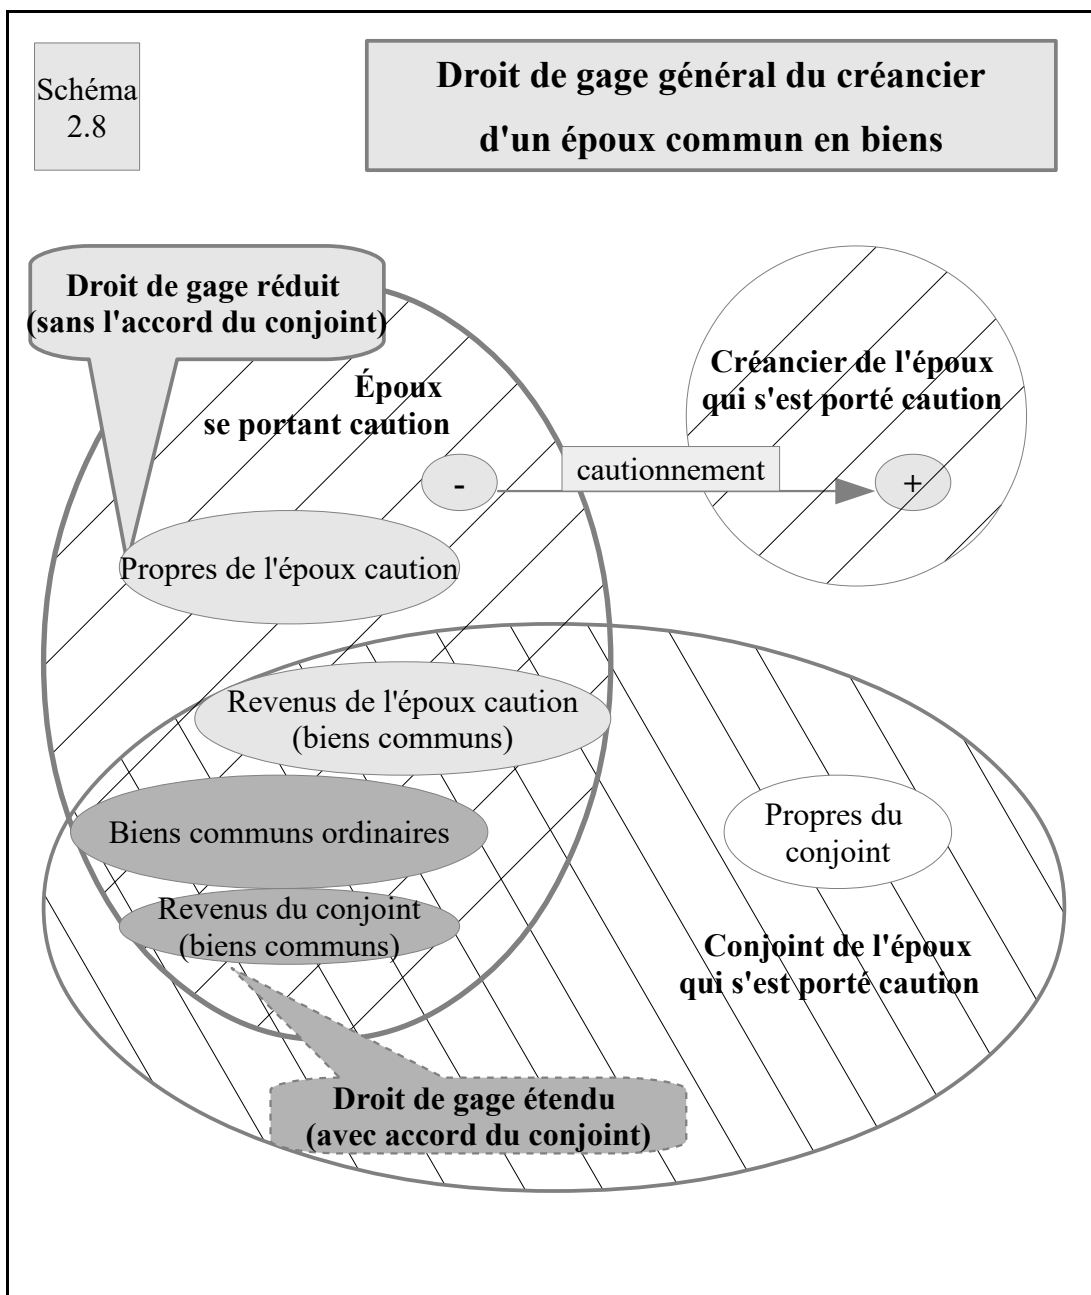 Schéma
2.8
Droit de gage général du créancier
d'un époux commun en biens
Droit de gage réduit
(sans l'accord du conjoint)
Époux
se portant caution
Créancier de l'époux
qui s'est porté caution
-
cautionnement
+
Propres de l'époux caution
Revenus de l'époux caution
(biens communs)
Biens communs ordinaires
Propres du
conjoint
Revenus du conjoint
(biens communs)
Conjoint de l'époux
qui s'est porté caution
Droit de gage étendu
(avec accord du conjoint)